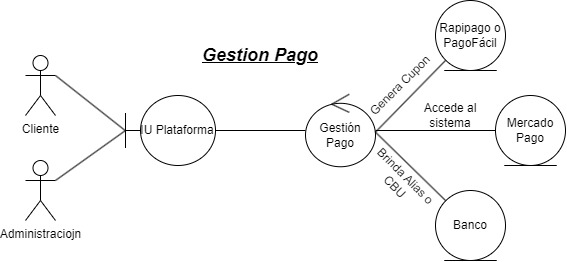 Gestion Pago
Rapipago o
PagoFácil
Genera Cupon
Cliente
IU Plataforma
Gestión
Pago
Accede al
sistema
Mercado
Pago
Brinda Alias o
CBU
Banco
Administraciojn